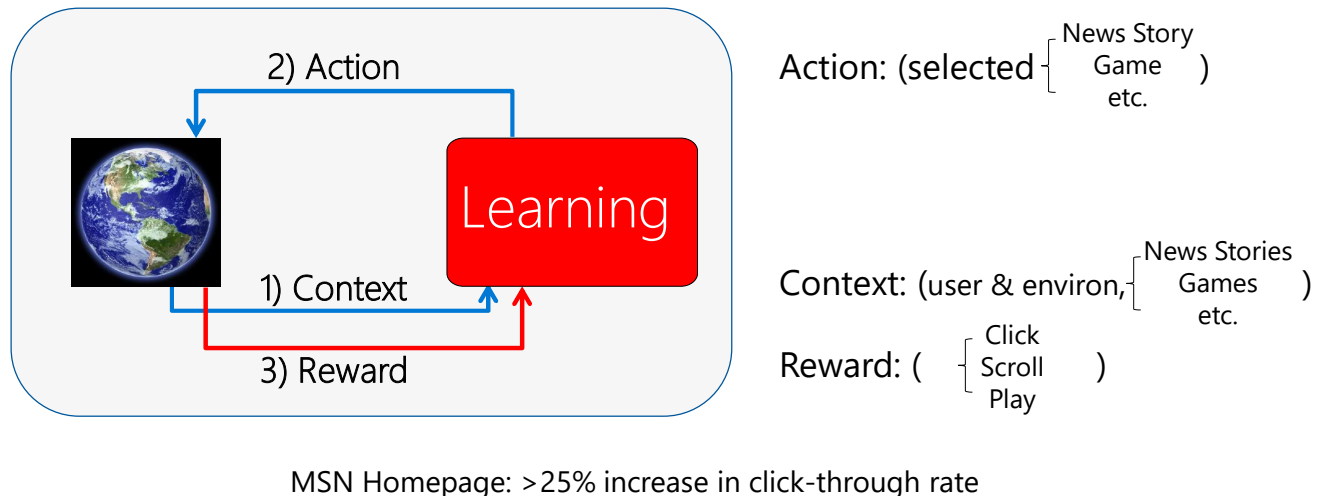 2) Action
Learning
1) Context
3) Reward
Action: (selected { News Story
Game
etc. )
Context: (user & environ, { News Stories
Games
etc. )
Reward: ( { Click
Scroll
Play )
MSN Homepage: >25% increase in click-through rate